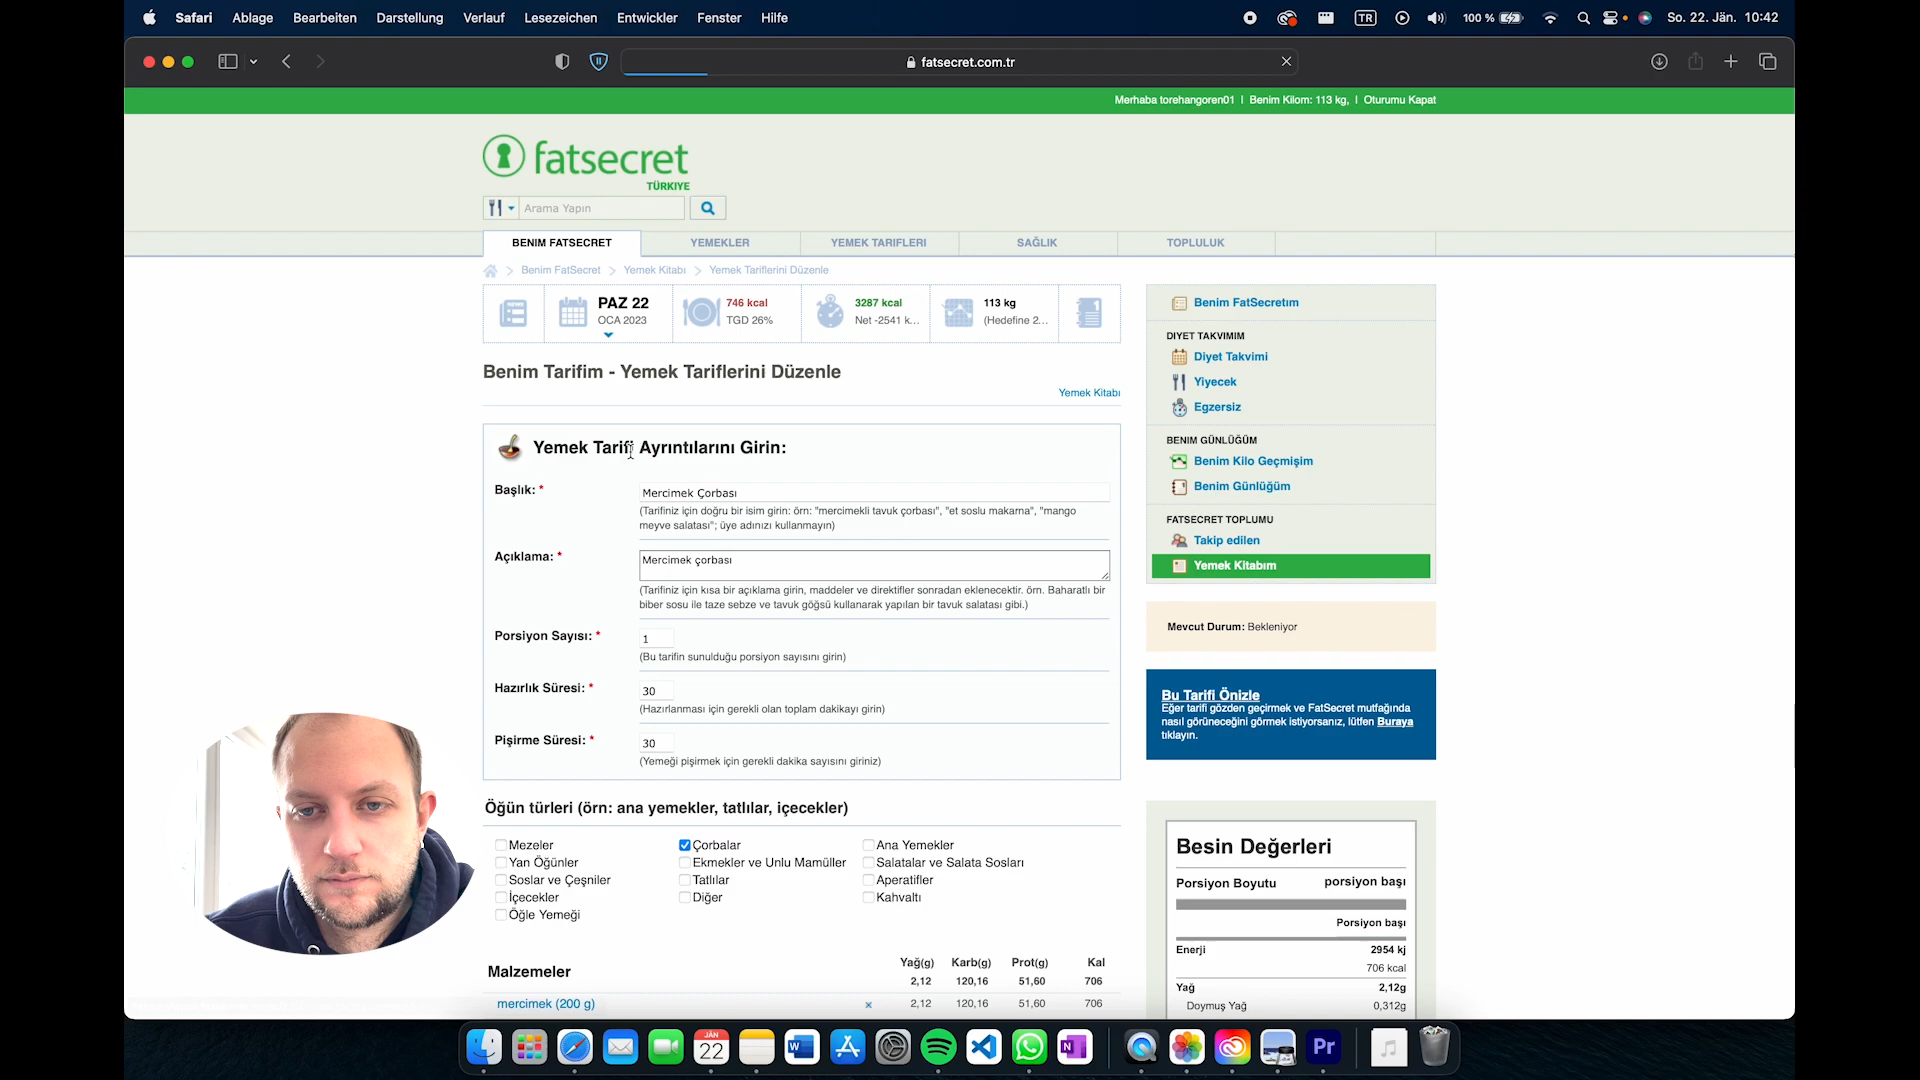 Safari Ablage Bearbeiten Darstellung Verlauf Lesezeichen Entwickler Fenster Hilfe TR 100 % So. 22. Jän. 10:42
fatsecret.com.tr
Merhaba torehangoren01 | Benim Kilom: 113 kg, | Oturumu Kapat
fatsecret
TÜRKIYE
Arama Yapın
BENIM FATSECRET YEMEKLER YEMEK TARIFLERI SAĞLIK TOPLULUK
Benim FatSecret > Yemek Kitabı > Yemek Tariflerini Düzenle
PAZ 22
OCA 2023
746 kcal
TGD 26%
3287 kcal
Net -2541 k...
113 kg
(Hedefine 2...
Benim Tarifim - Yemek Tariflerini Düzenle
Yemek Kitabı
Yemek Tarifi Ayrıntılarını Girin:
Başlık: *
Mercimek Çorbası
(Tarifiniz için doğru bir isim girin: örn: "mercimekli tavuk çorbası", "et soslu makarna", "mango
meyve salatası"; üye adınızı kullanmayın)
Açıklama: *
Mercimek çorbası
(Tarifiniz için kısa bir açıklama girin, maddeler ve direktifler sonradan eklenecektir. örn. Baharatlı bir
biber sosu ile taze sebze ve tavuk göğsü kullanarak yapılan bir tavuk salatası gibi.)
Porsiyon Sayısı: *
1
(Bu tarifin sunulduğu porsiyon sayısını girin)
Hazırlık Süresi: *
30
(Hazırlanması için gerekli olan toplam dakikayı girin)
Pişirme Süresi: *
30
(Yemeği pişirmek için gerekli dakika sayısını giriniz)
Öğün türleri (örn: ana yemekler, tatlılar, içecekler)
Mezeler Çorbalar Ana Yemekler
Yan Öğünler Ekmekler ve Unlu Mamüller Salatalar ve Salata Sosları
Soslar ve Çeşniler Tatlılar Aperatifler
İçecekler Diğer Kahvaltı
Öğle Yemeği
Malzemeler
Yağ(g) Karb(g) Prot(g) Kal
2,12 120,16 51,60 706
mercimek (200 g) × 2,12 120,16 51,60 706
Benim FatSecretım
DIYET TAKVIMIM
Diyet Takvimi
Yiyecek
Egzersiz
BENIM GÜNLÜĞÜM
Benim Kilo Geçmişim
Benim Günlüğüm
FATSECRET TOPLUMU
Takip edilen
Yemek Kitabım
Mevcut Durum: Bekleniyor
Bu Tarifi Önizle
Eğer tarifi gözden geçirmek ve FatSecret mutfağında
nasıl görüneceğini görmek istiyorsanız, lütfen Buraya
tıklayın.
Besin Değerleri
Porsiyon Boyutu porsiyon başı
Porsiyon başı
Enerji 2954 kj
706 kcal
Yağ 2,12g
Doymuş Yağ 0,312g
JÄN
22
W
N
Pr